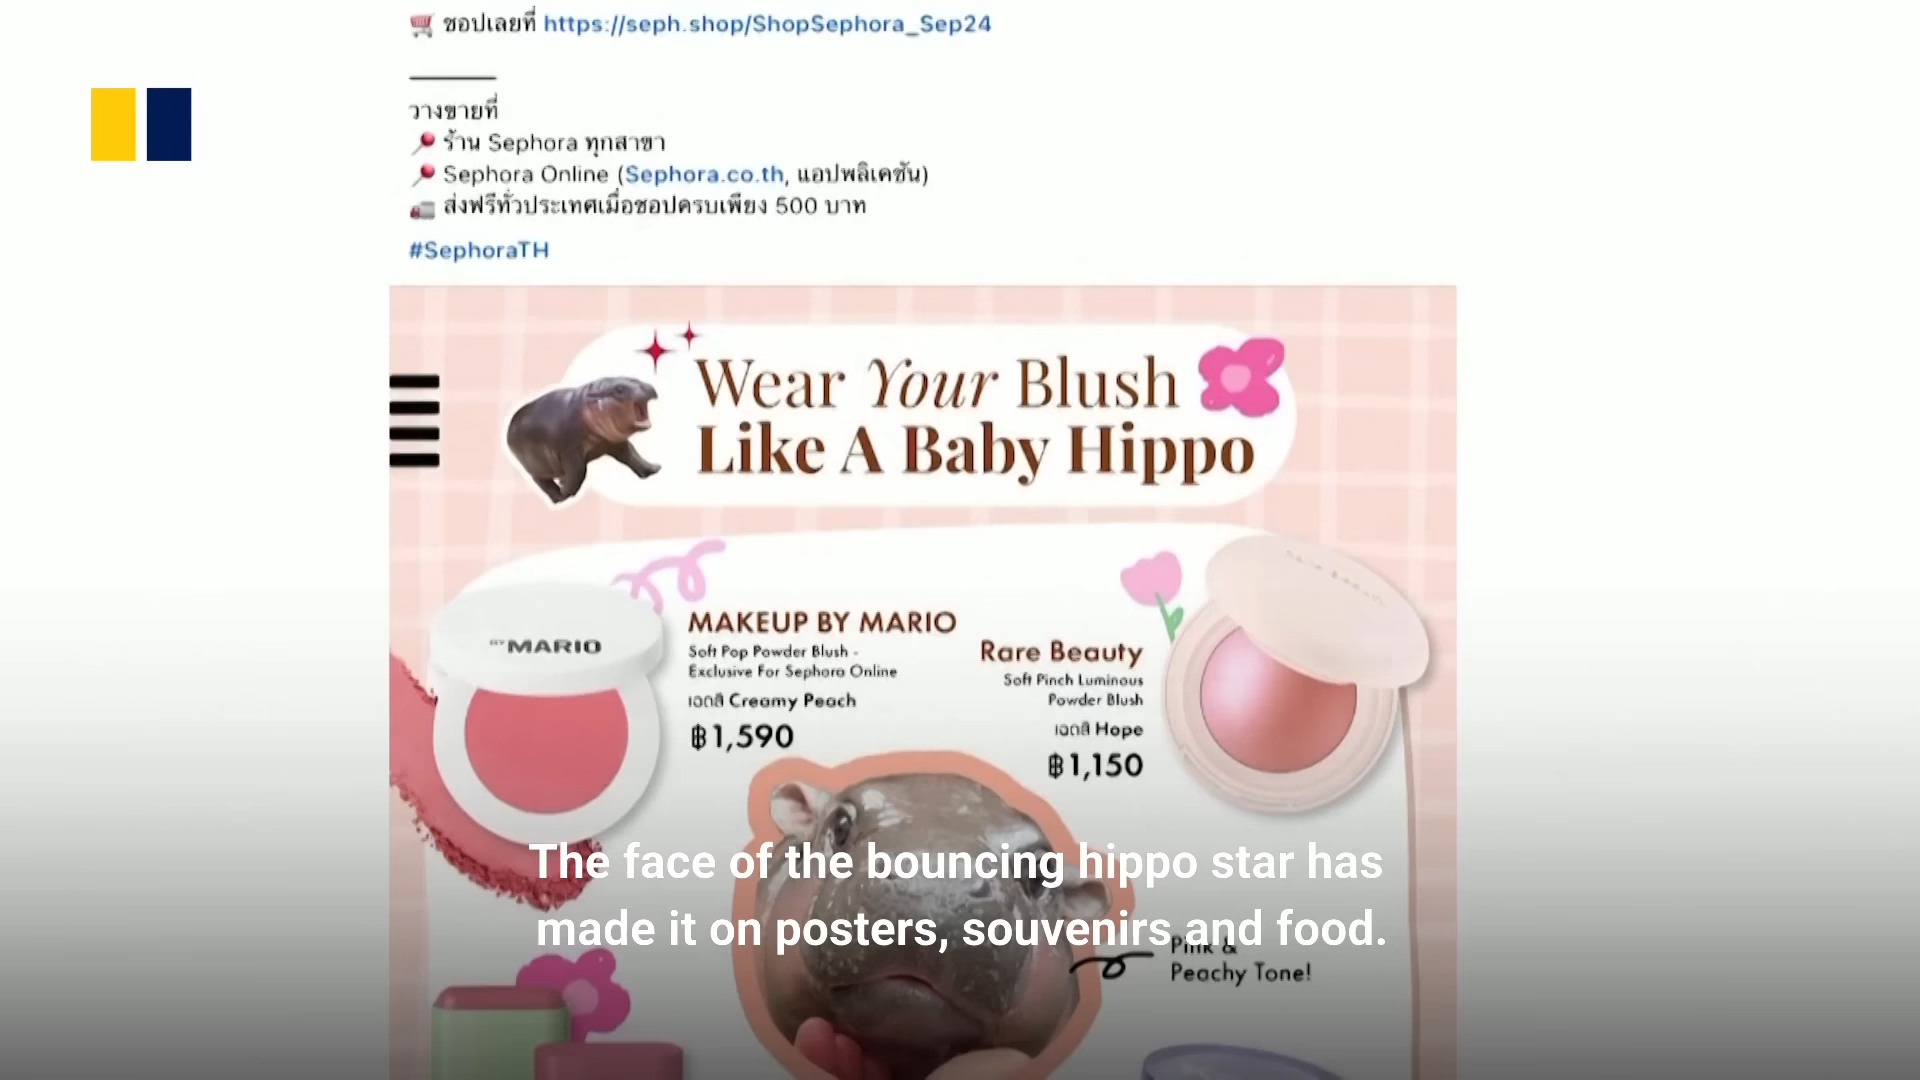 ชอปเลยที่ https://seph.shop/ShopSephora_Sep24
วางขายที่
ร้าน Sephora ทุกสาขา
Sephora Online (Sephora.co.th, แอปพลิเคชัน)
ส่งฟรีทั่วประเทศเมื่อชอปครบเพียง 500 บาท
#SephoraTH
Wear Your Blush
Like A Baby Hippo
BY MARIO
MAKEUP BY MARIO
Soft Pop Powder Blush -
Exclusive For Sephora Online
เฉดสี Creamy Peach
฿1,590
Rare Beauty
Soft Pinch Luminous
Powder Blush
เฉดสี Hope
฿1,150
The face of the bouncing hippo star has
made it on posters, souvenirs and food.
Pink &
Peachy Tone!